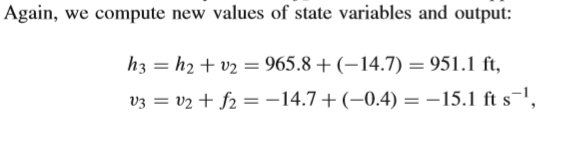 Again, we compute new values of state variables and output:
h₃ = h₂ + v₂ = 965.8 + (−14.7) = 951.1 ft,
v₃ = v₂ + f₂ = −14.7 + (−0.4) = −15.1 ft s⁻¹,